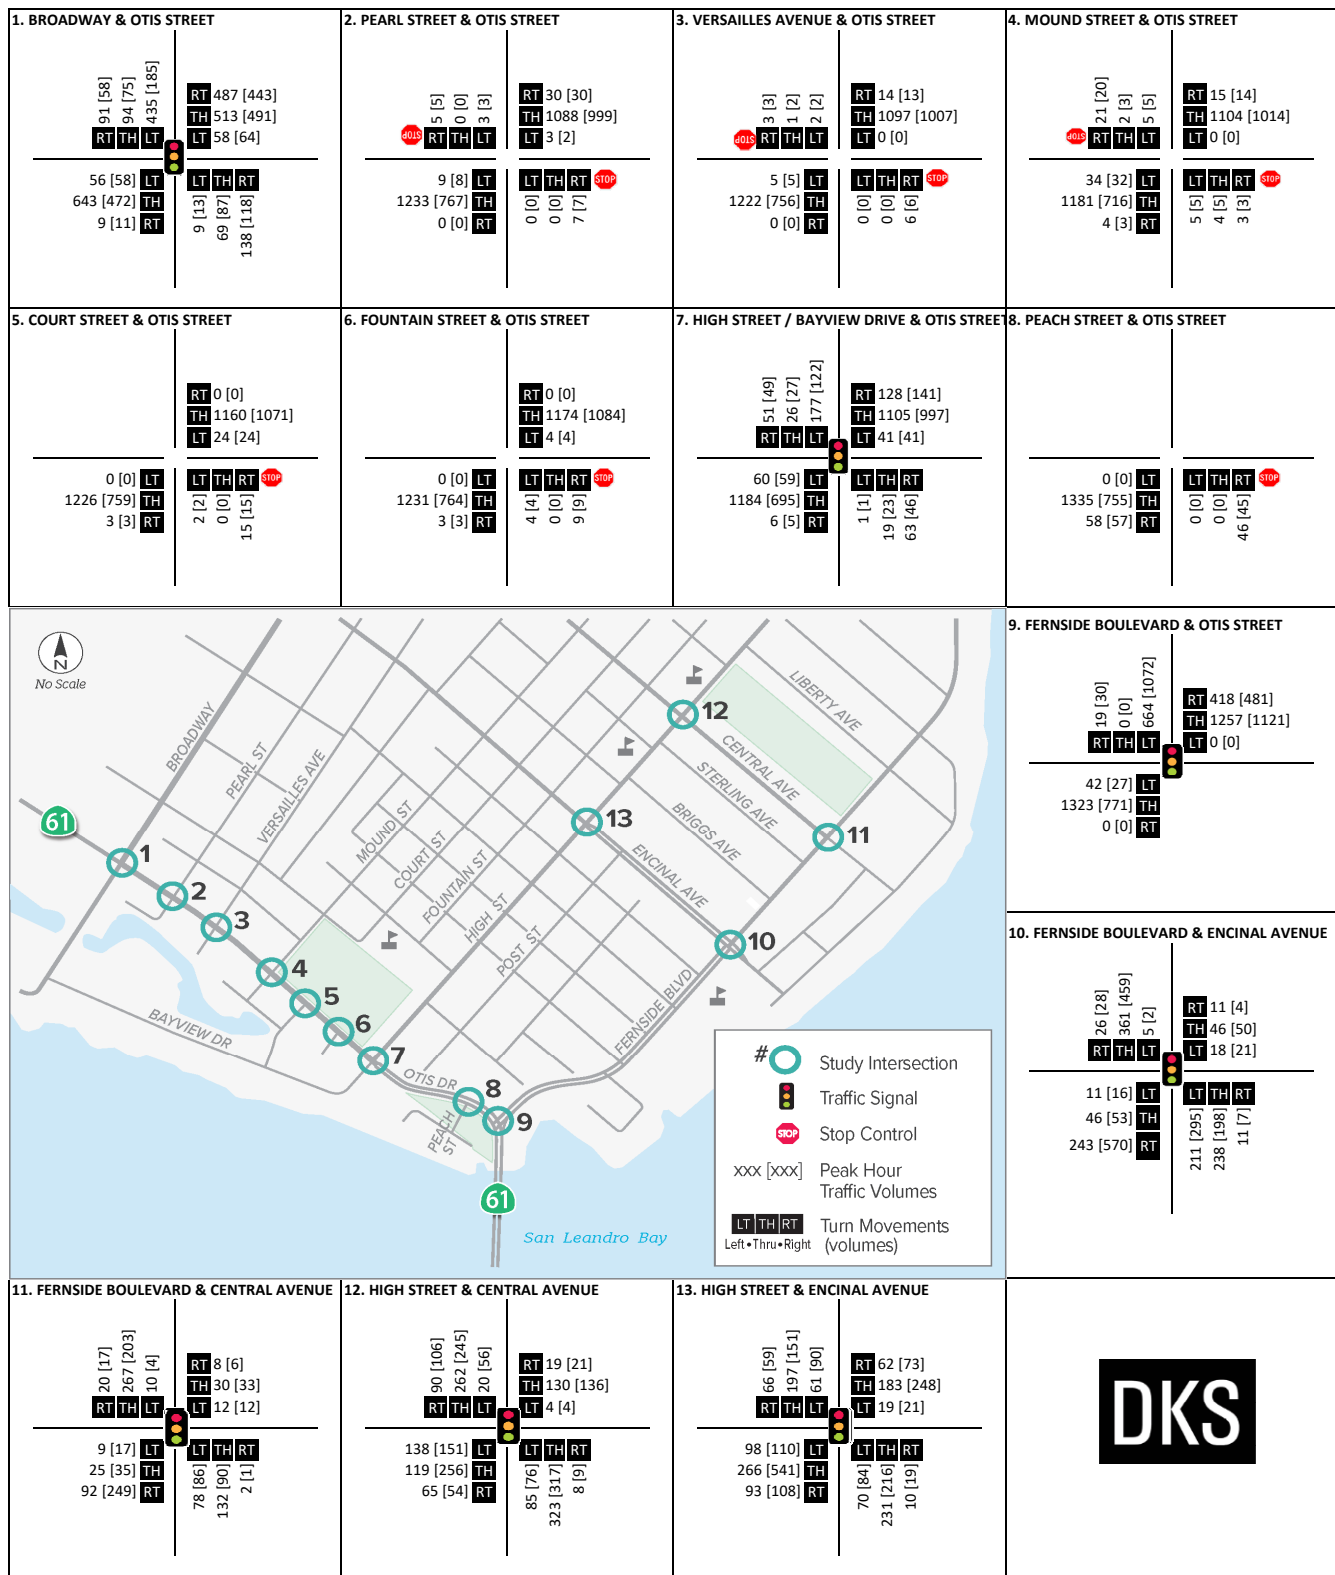 1. BROADWAY & OTIS STREET
91 [58]
94 [75]
435 [185]
RT TH LT
RT 487 [443]
TH 513 [491]
LT 58 [64]
56 [58] LT
643 [472] TH
9 [11] RT
LT TH RT
9 [13]
69 [87]
138 [118]
2. PEARL STREET & OTIS STREET
5 [5]
0 [0]
3 [3]
STOP RT TH LT
RT 30 [30]
TH 1088 [999]
LT 3 [2]
9 [8] LT
1233 [767] TH
0 [0] RT
LT TH RT STOP
0 [0]
0 [0]
7 [7]
3. VERSAILLES AVENUE & OTIS STREET
3 [3]
1 [2]
2 [2]
STOP RT TH LT
RT 14 [13]
TH 1097 [1007]
LT 0 [0]
5 [5] LT
1222 [756] TH
0 [0] RT
LT TH RT STOP
0 [0]
0 [0]
6 [6]
4. MOUND STREET & OTIS STREET
21 [20]
2 [3]
5 [5]
STOP RT TH LT
RT 15 [14]
TH 1104 [1014]
LT 0 [0]
34 [32] LT
1181 [716] TH
4 [3] RT
LT TH RT STOP
5 [5]
4 [5]
3 [3]
5. COURT STREET & OTIS STREET
RT 0 [0]
TH 1160 [1071]
LT 24 [24]
0 [0] LT
1226 [759] TH
3 [3] RT
LT TH RT STOP
2 [2]
0 [0]
15 [15]
6. FOUNTAIN STREET & OTIS STREET
RT 0 [0]
TH 1174 [1084]
LT 4 [4]
0 [0] LT
1231 [764] TH
3 [3] RT
LT TH RT STOP
4 [4]
0 [0]
9 [9]
7. HIGH STREET / BAYVIEW DRIVE & OTIS STREET
51 [49]
26 [27]
177 [122]
RT TH LT
RT 128 [141]
TH 1105 [997]
LT 41 [41]
60 [59] LT
1184 [695] TH
6 [5] RT
LT TH RT
1 [1]
19 [23]
63 [46]
8. PEACH STREET & OTIS STREET
0 [0] LT
1335 [755] TH
58 [57] RT
LT TH RT STOP
0 [0]
0 [0]
46 [45]
N
No Scale
61
BROADWAY
PEARL ST
VERSAILLES AVE
MOUND ST
COURT ST
FOUNTAIN ST
HIGH ST
POST ST
LIBERTY AVE
CENTRAL AVE
STERLING AVE
BRIGGS AVE
ENCINAL AVE
FERNSIDE BLVD
BAYVIEW DR
OTIS DR
PEACH ST
1
2
3
4
5
6
7
8
9
10
11
12
13
61
San Leandro Bay
# Study Intersection
Traffic Signal
STOP Stop Control
xxx [xxx] Peak Hour
Traffic Volumes
LT TH RT Turn Movements
Left•Thru•Right (volumes)
9. FERNSIDE BOULEVARD & OTIS STREET
19 [30]
0 [0]
664 [1072]
RT TH LT
RT 418 [481]
TH 1257 [1121]
LT 0 [0]
42 [27] LT
1323 [771] TH
0 [0] RT
10. FERNSIDE BOULEVARD & ENCINAL AVENUE
26 [28]
361 [459]
5 [2]
RT TH LT
RT 11 [4]
TH 46 [50]
LT 18 [21]
11 [16] LT
46 [53] TH
243 [570] RT
LT TH RT
211 [295]
238 [198]
11 [7]
11. FERNSIDE BOULEVARD & CENTRAL AVENUE
20 [17]
267 [203]
10 [4]
RT TH LT
RT 8 [6]
TH 30 [33]
LT 12 [12]
9 [17] LT
25 [35] TH
92 [249] RT
LT TH RT
78 [86]
132 [90]
2 [1]
12. HIGH STREET & CENTRAL AVENUE
90 [106]
262 [245]
20 [56]
RT TH LT
RT 19 [21]
TH 130 [136]
LT 4 [4]
138 [151] LT
119 [256] TH
65 [54] RT
LT TH RT
85 [76]
323 [317]
8 [9]
13. HIGH STREET & ENCINAL AVENUE
66 [59]
197 [151]
61 [90]
RT TH LT
RT 62 [73]
TH 183 [248]
LT 19 [21]
98 [110] LT
266 [541] TH
93 [108] RT
LT TH RT
70 [84]
231 [216]
10 [19]
DKS